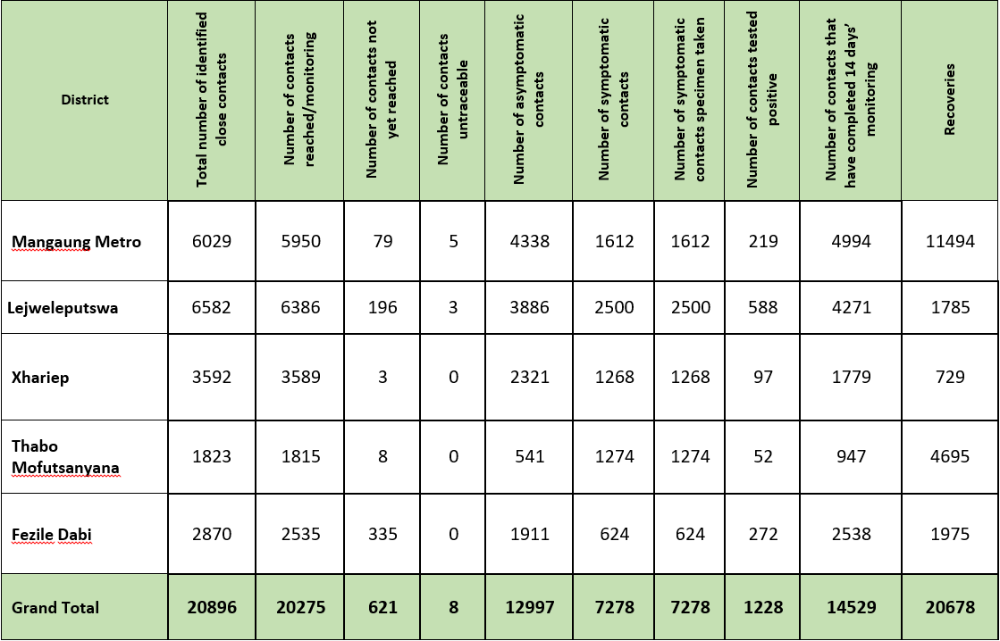 District
Total number of identified
close contacts
Number of contacts
reached/monitoring
Number of contacts not
yet reached
Number of contacts
untraceable
Number of asymptomatic
contacts
Number of symptomatic
contacts
Number of symptomatic
contacts specimen taken
Number of contacts tested
positive
Number of contacts that
have completed 14 days’
monitoring
Recoveries
Mangaung Metro 6029 5950 79 5 4338 1612 1612 219 4994 11494
Lejweleputswa 6582 6386 196 3 3886 2500 2500 588 4271 1785
Xhariep 3592 3589 3 0 2321 1268 1268 97 1779 729
Thabo
Mofutsanyana 1823 1815 8 0 541 1274 1274 52 947 4695
Fezile Dabi 2870 2535 335 0 1911 624 624 272 2538 1975
Grand Total 20896 20275 621 8 12997 7278 7278 1228 14529 20678